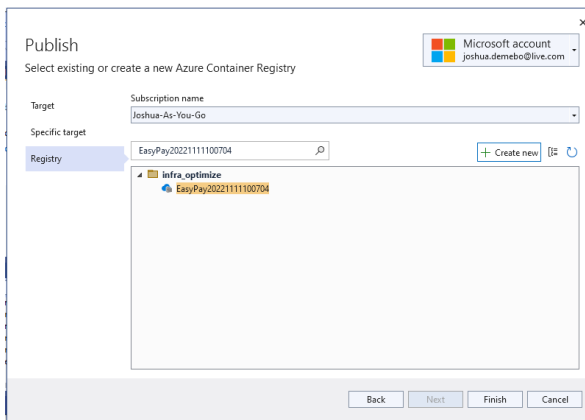 Publish
Select existing or create a new Azure Container Registry
Microsoft account
joshua.demebo@live.com
Target
Specific target
Registry
Subscription name
Joshua-As-You-Go
EasyPay20221111100704
Create new
infra_optimize
EasyPay20221111100704
Back
Next
Finish
Cancel